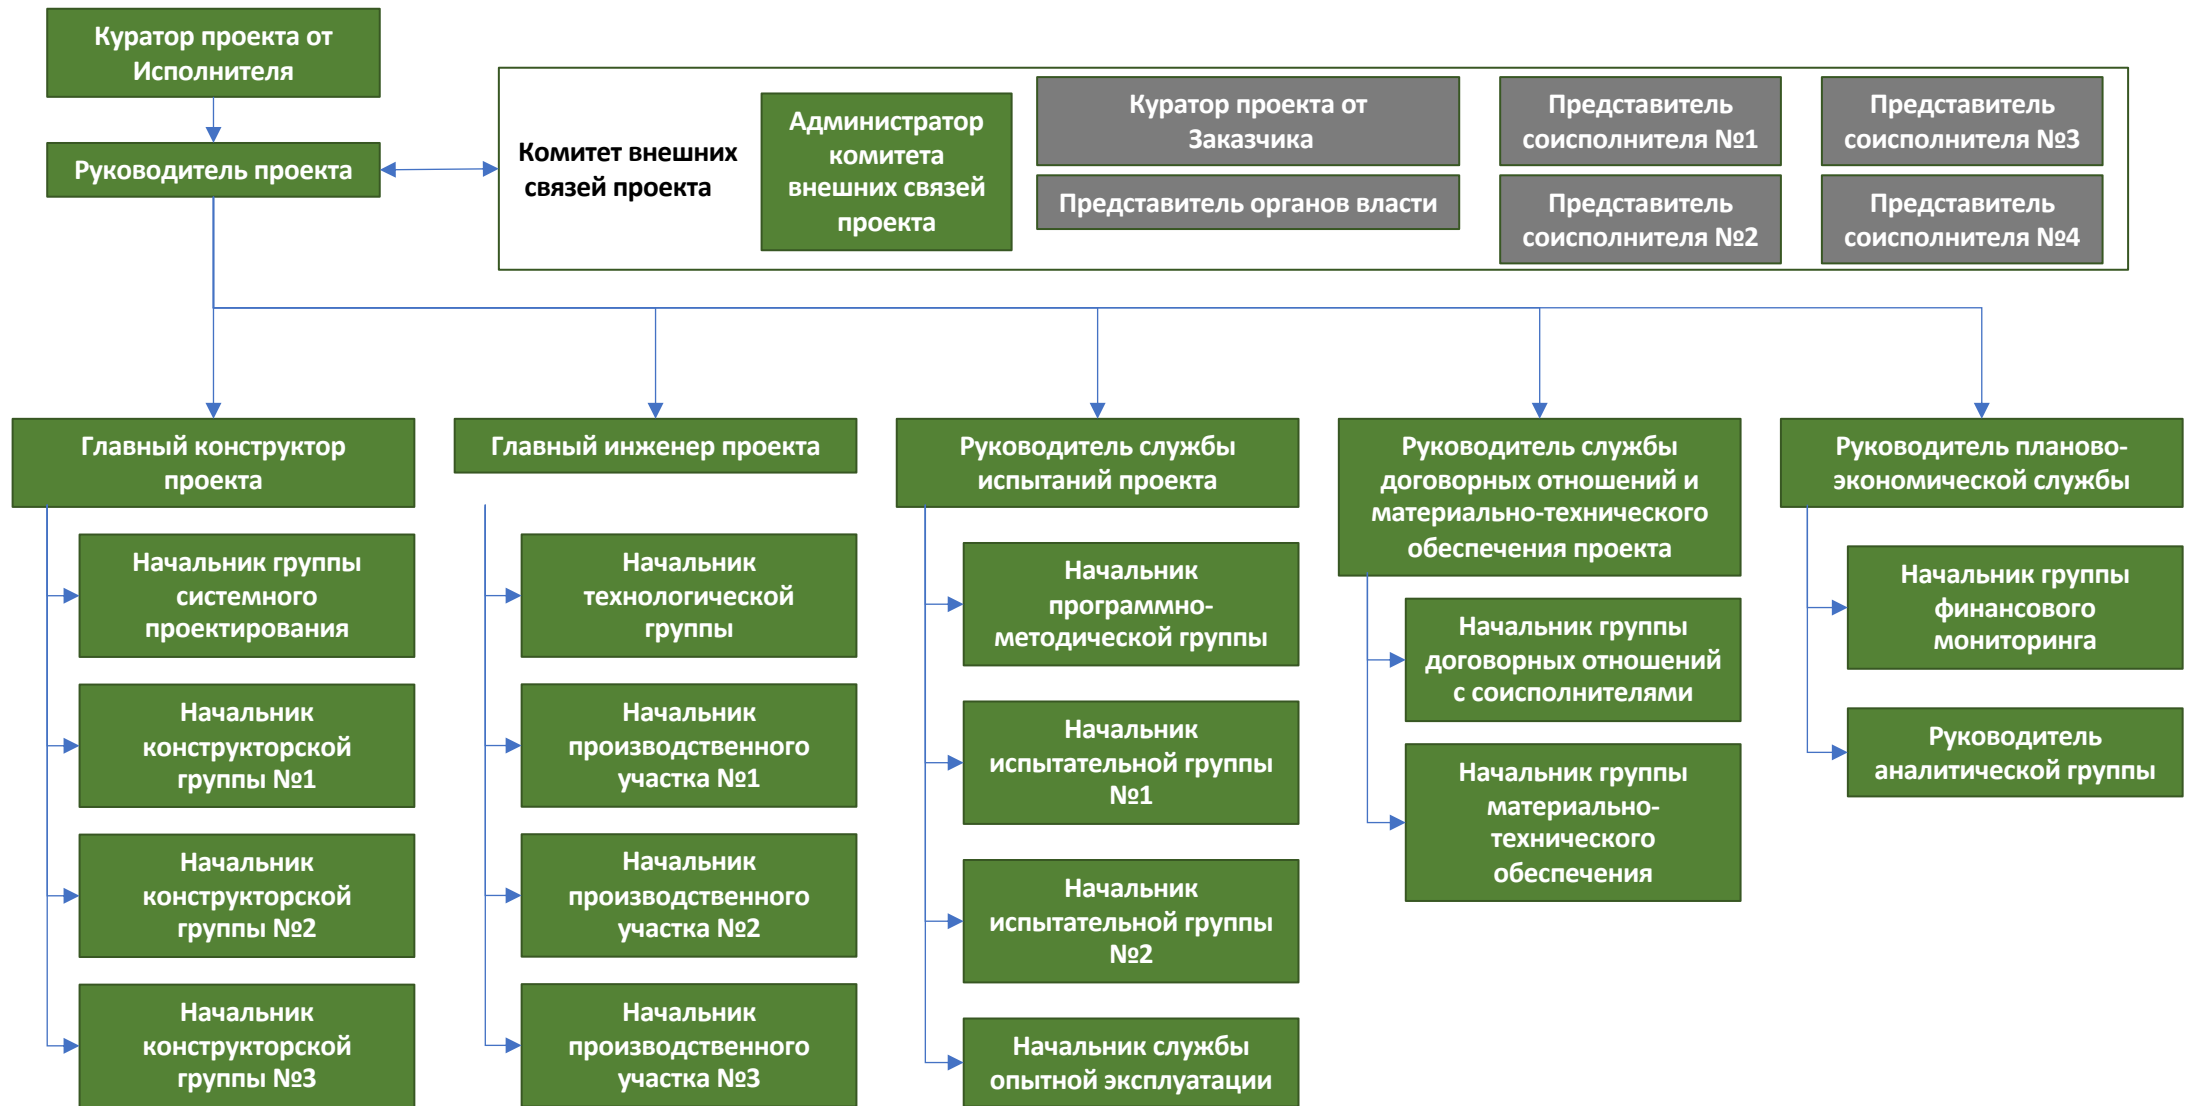 Куратор проекта от
Исполнителя
Руководитель проекта
Комитет внешних
связей проекта
Администратор
комитета
внешних связей
проекта
Куратор проекта от
Заказчика
Представитель органов власти
Представитель
соисполнителя №1
Представитель
соисполнителя №2
Представитель
соисполнителя №3
Представитель
соисполнителя №4
Главный конструктор
проекта
Начальник группы
системного
проектирования
Начальник
конструкторской
группы №1
Начальник
конструкторской
группы №2
Начальник
конструкторской
группы №3
Главный инженер проекта
Начальник
технологической
группы
Начальник
производственного
участка №1
Начальник
производственного
участка №2
Начальник
производственного
участка №3
Руководитель службы
испытаний проекта
Начальник
программно-
методической группы
Начальник
испытательной группы
№1
Начальник
испытательной группы
№2
Начальник службы
опытной эксплуатации
Руководитель службы
договорных отношений и
материально-технического
обеспечения проекта
Начальник группы
договорных отношений
с соисполнителями
Начальник группы
материально-
технического
обеспечения
Руководитель планово-
экономической службы
Начальник группы
финансового
мониторинга
Руководитель
аналитической группы